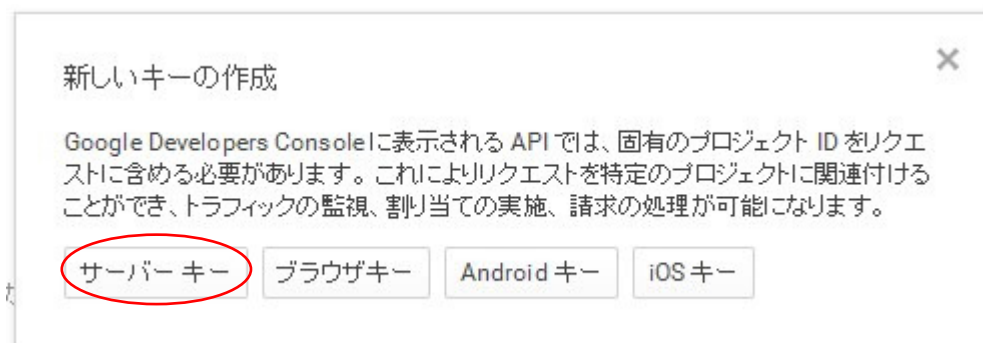 新しいキーの作成
Google Developers Consoleに表示される API では、固有のプロジェクト ID をリクエ
ストに含める必要があります。これによりリクエストを特定のプロジェクトに関連付ける
ことができ、トラフィックの監視、割り当ての実施、請求の処理が可能になります。
サーバー キー ブラウザキー Android キー iOS キー